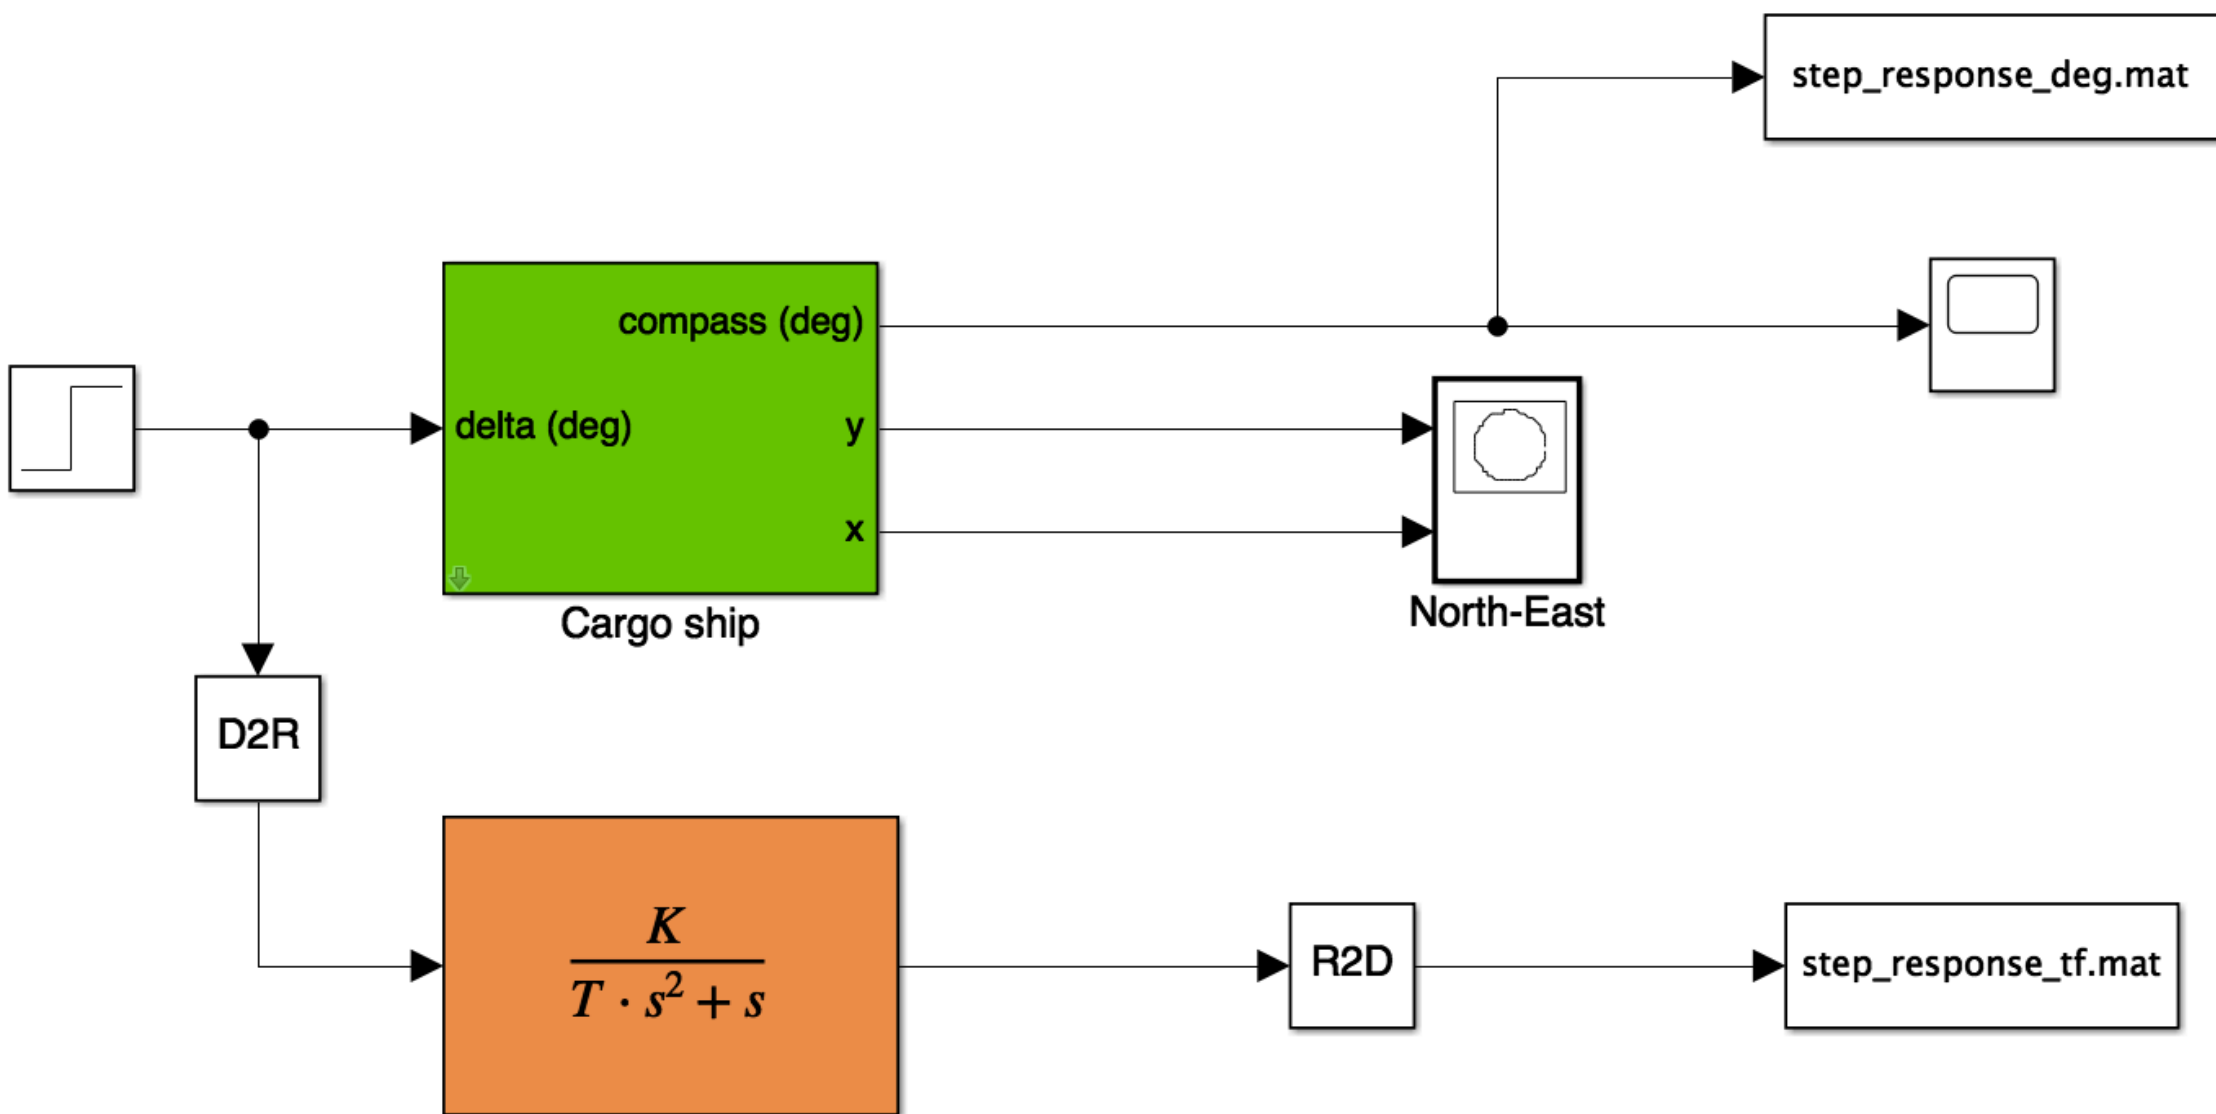 step_response_deg.mat
compass (deg)
delta (deg)
y
x
Cargo ship
North-East
D2R
K
T · s² + s
R2D
step_response_tf.mat